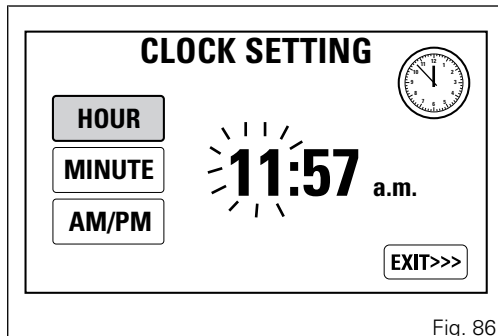 CLOCK SETTING
HOUR
MINUTE
AM/PM
11:57 a.m.
EXIT>>>
Fig. 86